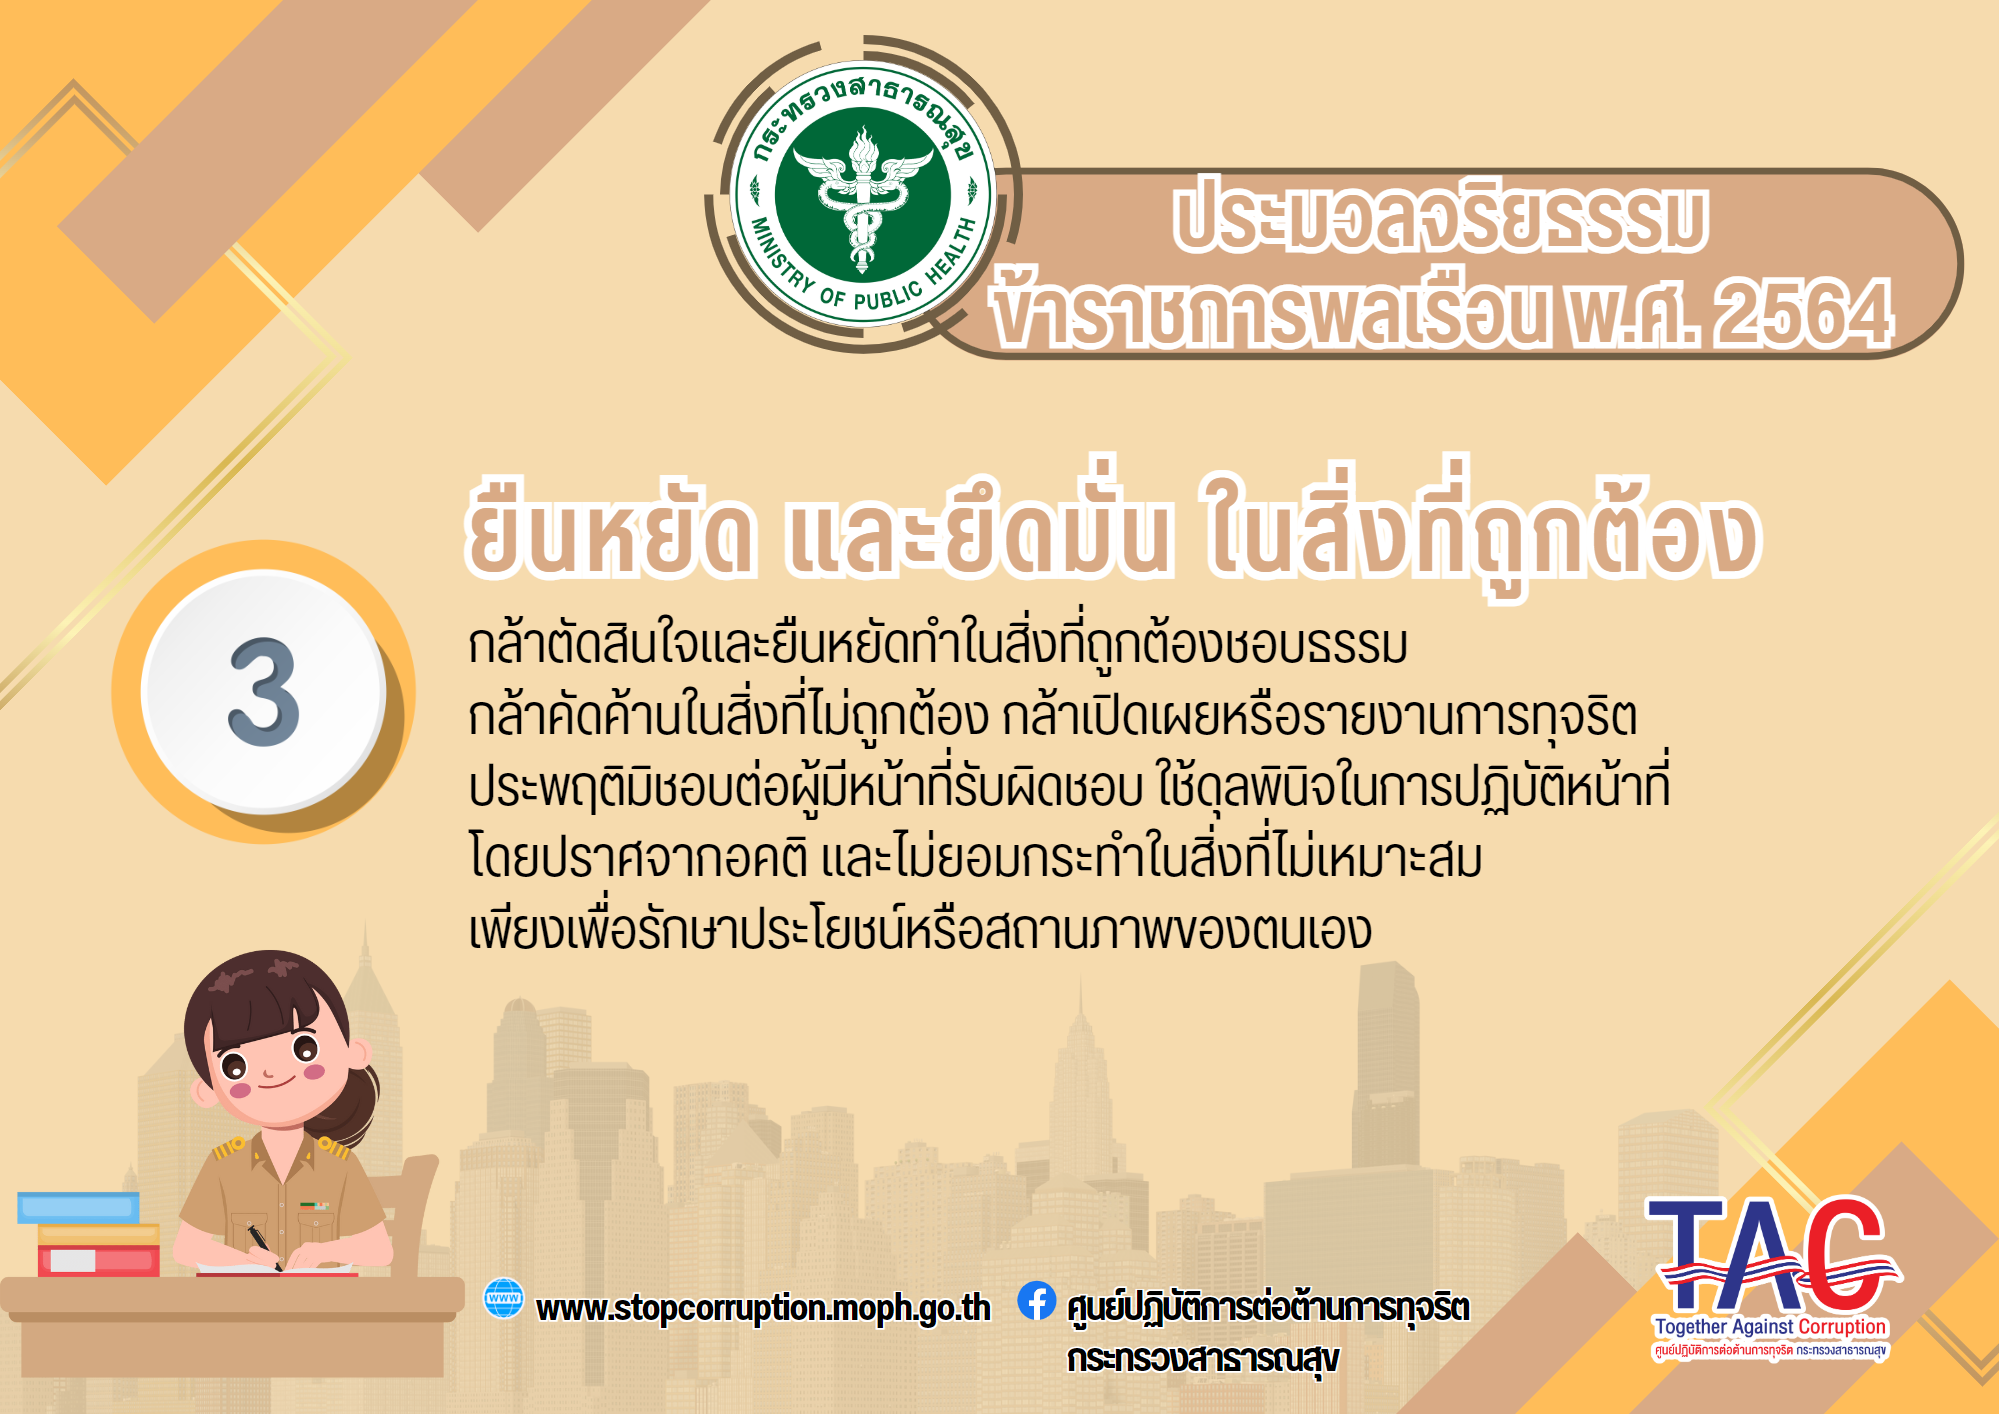 กระทรวงสาธารณสุข
MINISTRY OF PUBLIC HEALTH
ประมวลจริยธรรม
ข้าราชการพลเรือน พ.ศ. 2564
ยืนหยัด และยึดมั่น ในสิ่งที่ถูกต้อง
3
กล้าตัดสินใจและยืนหยัดทำในสิ่งที่ถูกต้องชอบธรรม
กล้าคัดค้านในสิ่งที่ไม่ถูกต้อง กล้าเปิดเผยหรือรายงานการทุจริต
ประพฤติมิชอบต่อผู้มีหน้าที่รับผิดชอบ ใช้ดุลพินิจในการปฏิบัติหน้าที่
โดยปราศจากอคติ และไม่ยอมกระทำในสิ่งที่ไม่เหมาะสม
เพียงเพื่อรักษาประโยชน์หรือสถานภาพของตนเอง
www
www.stopcorruption.moph.go.th
ศูนย์ปฏิบัติการต่อต้านการทุจริต
กระทรวงสาธารณสุข
TAC
Together Against Corruption
ศูนย์ปฏิบัติการต่อต้านการทุจริต กระทรวงสาธารณสุข